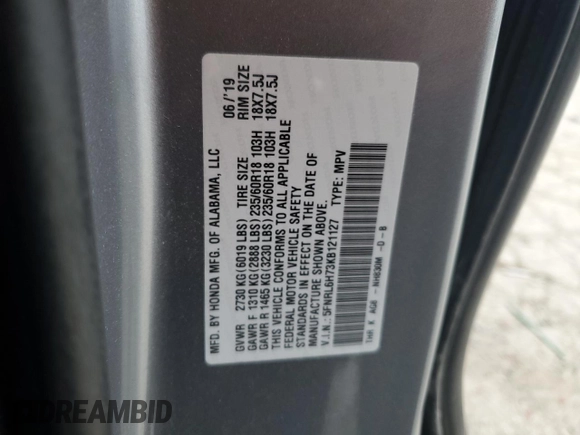 MFD. BY HONDA MFG. OF ALABAMA, LLC 06/'19
GVWR 2730 KG(6019 LBS) TIRE SIZE RIM SIZE
GAWR F 1310 KG(2888 LBS)235/60R18 103H 18X7.5J
GAWR R 1465 KG(3230 LBS)235/60R18 103H 18X7.5J
THIS VEHICLE CONFORMS TO ALL APPLICABLE
FEDERAL MOTOR VEHICLE SAFETY
STANDARDS IN EFFECT ON THE DATE OF
MANUFACTURE SHOWN ABOVE.
V.I.N.: 5FNRL6H73KB121127 TYPE: MPV
THR K AG8 - NH830M -D-B
DREAMBID